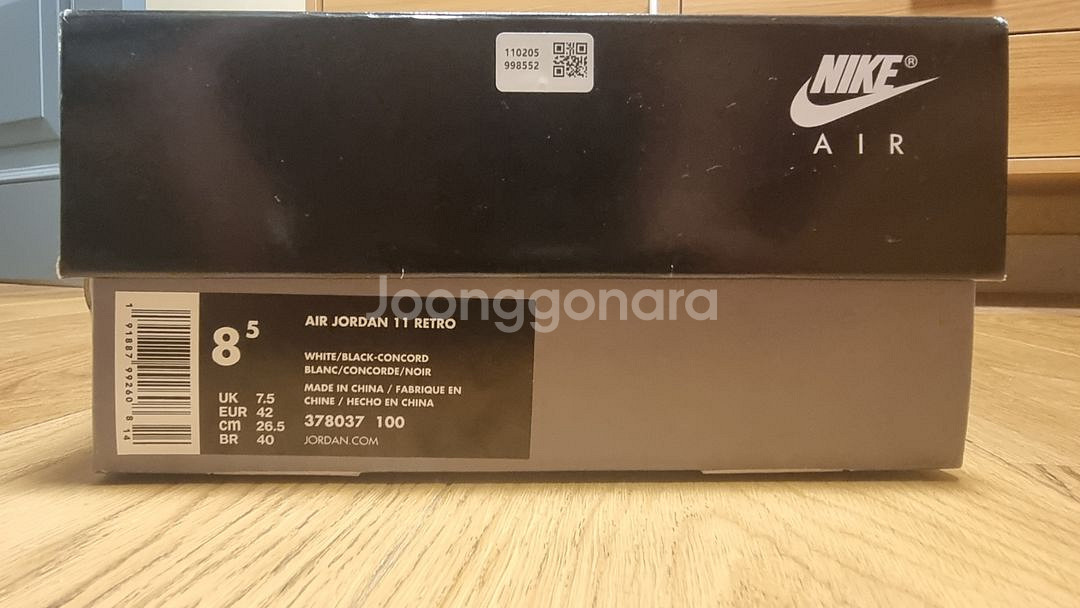 110205
998552
NIKE®
AIR
Joonggonara
1 91887 99260 8 14
8 5
AIR JORDAN 11 RETRO
WHITE/BLACK-CONCORD
BLANC/CONCORDE/NOIR
MADE IN CHINA / FABRIQUE EN
CHINE / HECHO EN CHINA
378037 100
JORDAN.COM
UK 7.5
EUR 42
cm 26.5
BR 40